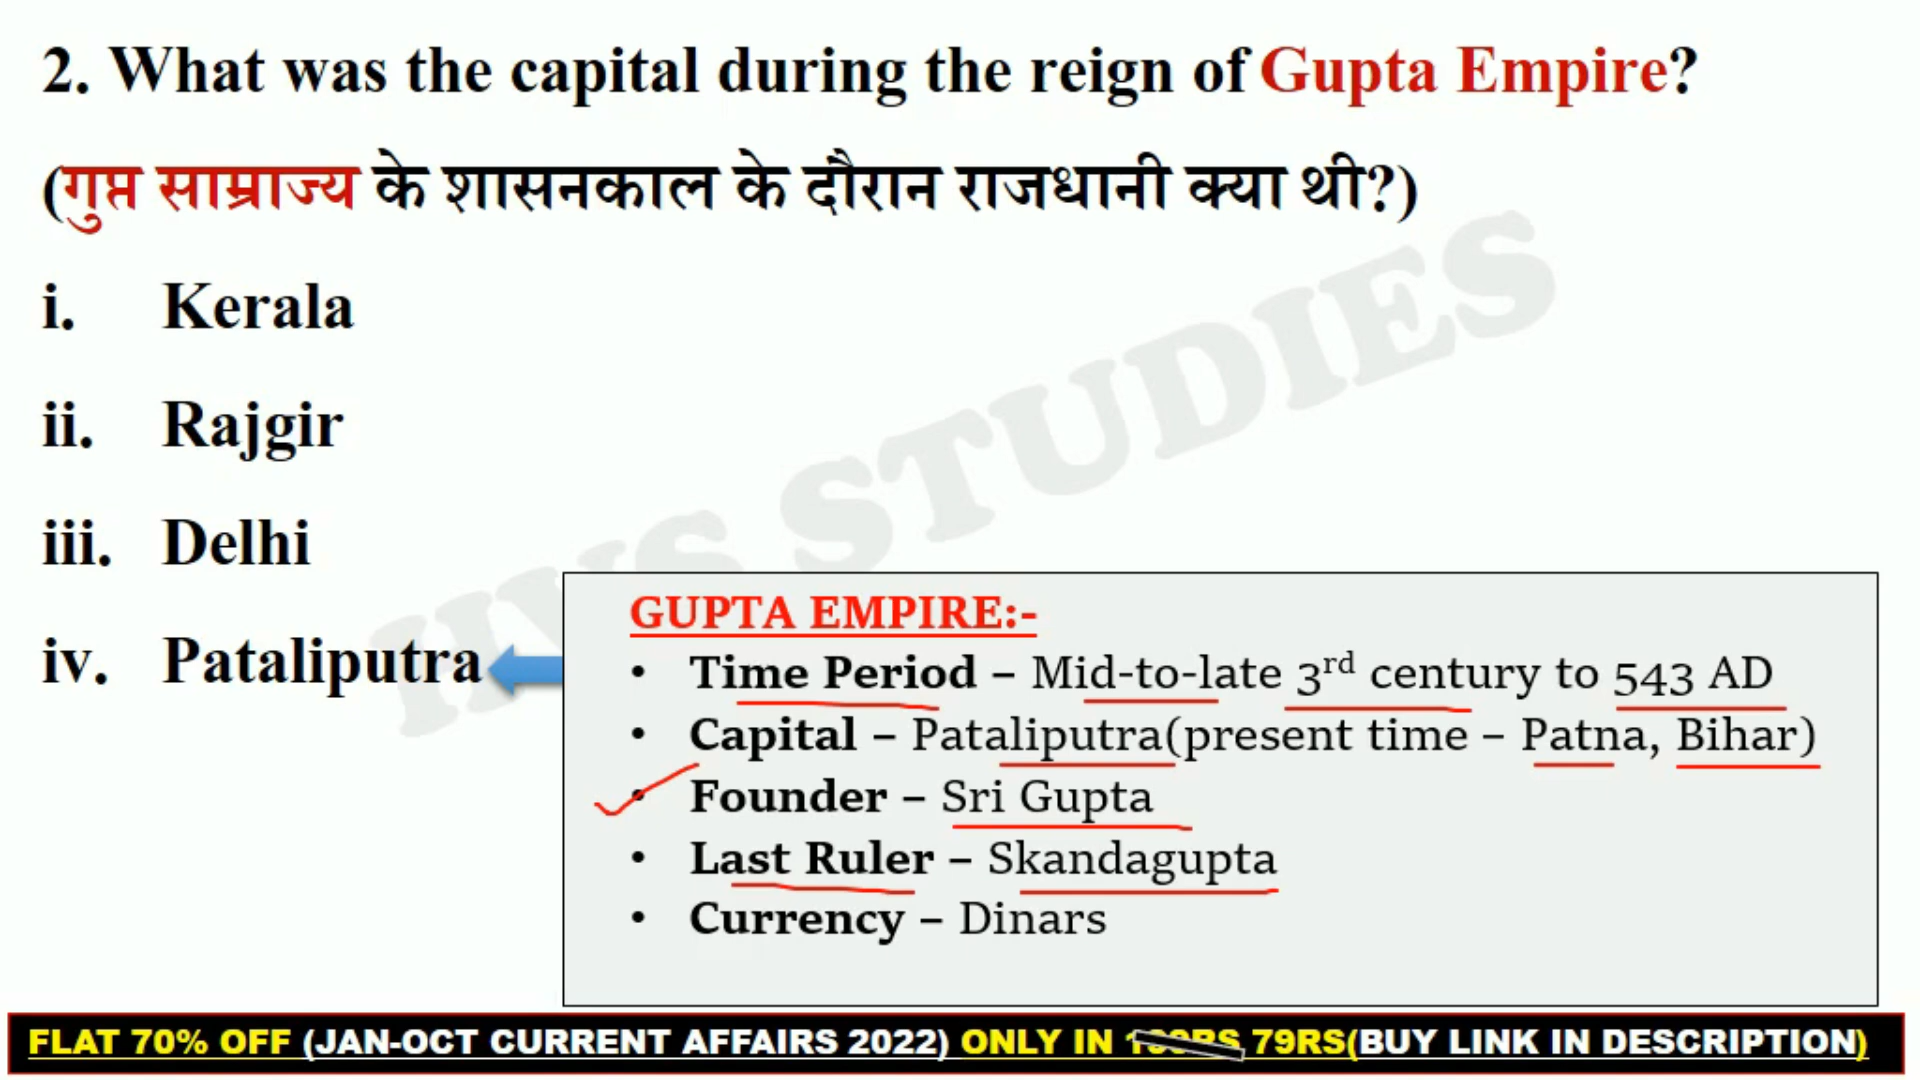 2. What was the capital during the reign of Gupta Empire?
(गुप्त साम्राज्य के शासनकाल के दौरान राजधानी क्या थी?)
i. Kerala
ii. Rajgir
iii. Delhi
iv. Pataliputra
STUDIES
GUPTA EMPIRE:-
• Time Period – Mid-to-late 3rd century to 543 AD
• Capital – Pataliputra(present time – Patna, Bihar)
• Founder – Sri Gupta
• Last Ruler – Skandagupta
• Currency – Dinars
FLAT 70% OFF (JAN-OCT CURRENT AFFAIRS 2022) ONLY IN 79RS(BUY LINK IN DESCRIPTION)